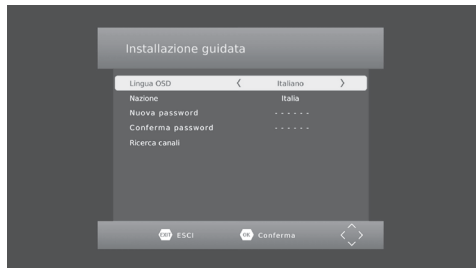 Installazione guidata
Lingua OSD < Italiano >
Nazione Italia
Nuova password - - - - - -
Conferma password - - - - - -
Ricerca canali
EXIT ESCI OK Conferma